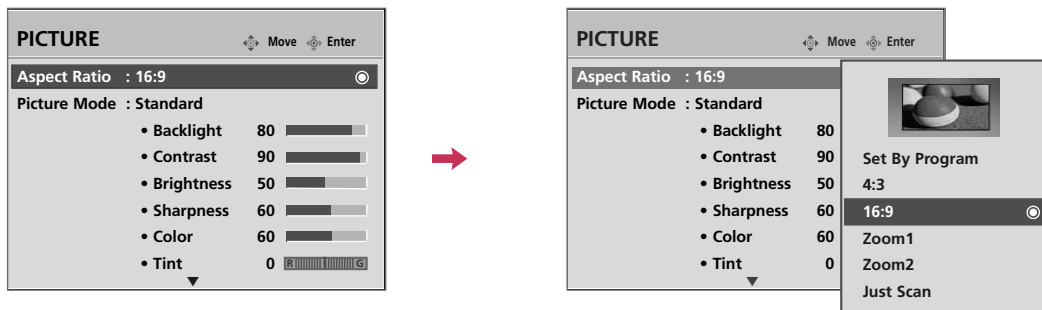 PICTURE Move Enter
Aspect Ratio : 16:9
Picture Mode : Standard
• Backlight 80
• Contrast 90
• Brightness 50
• Sharpness 60
• Color 60
• Tint 0 R G
PICTURE Move Enter
Aspect Ratio : 16:9
Picture Mode : Standard
• Backlight 80
• Contrast 90
• Brightness 50
• Sharpness 60
• Color 60
• Tint 0
Set By Program
4:3
16:9
Zoom1
Zoom2
Just Scan